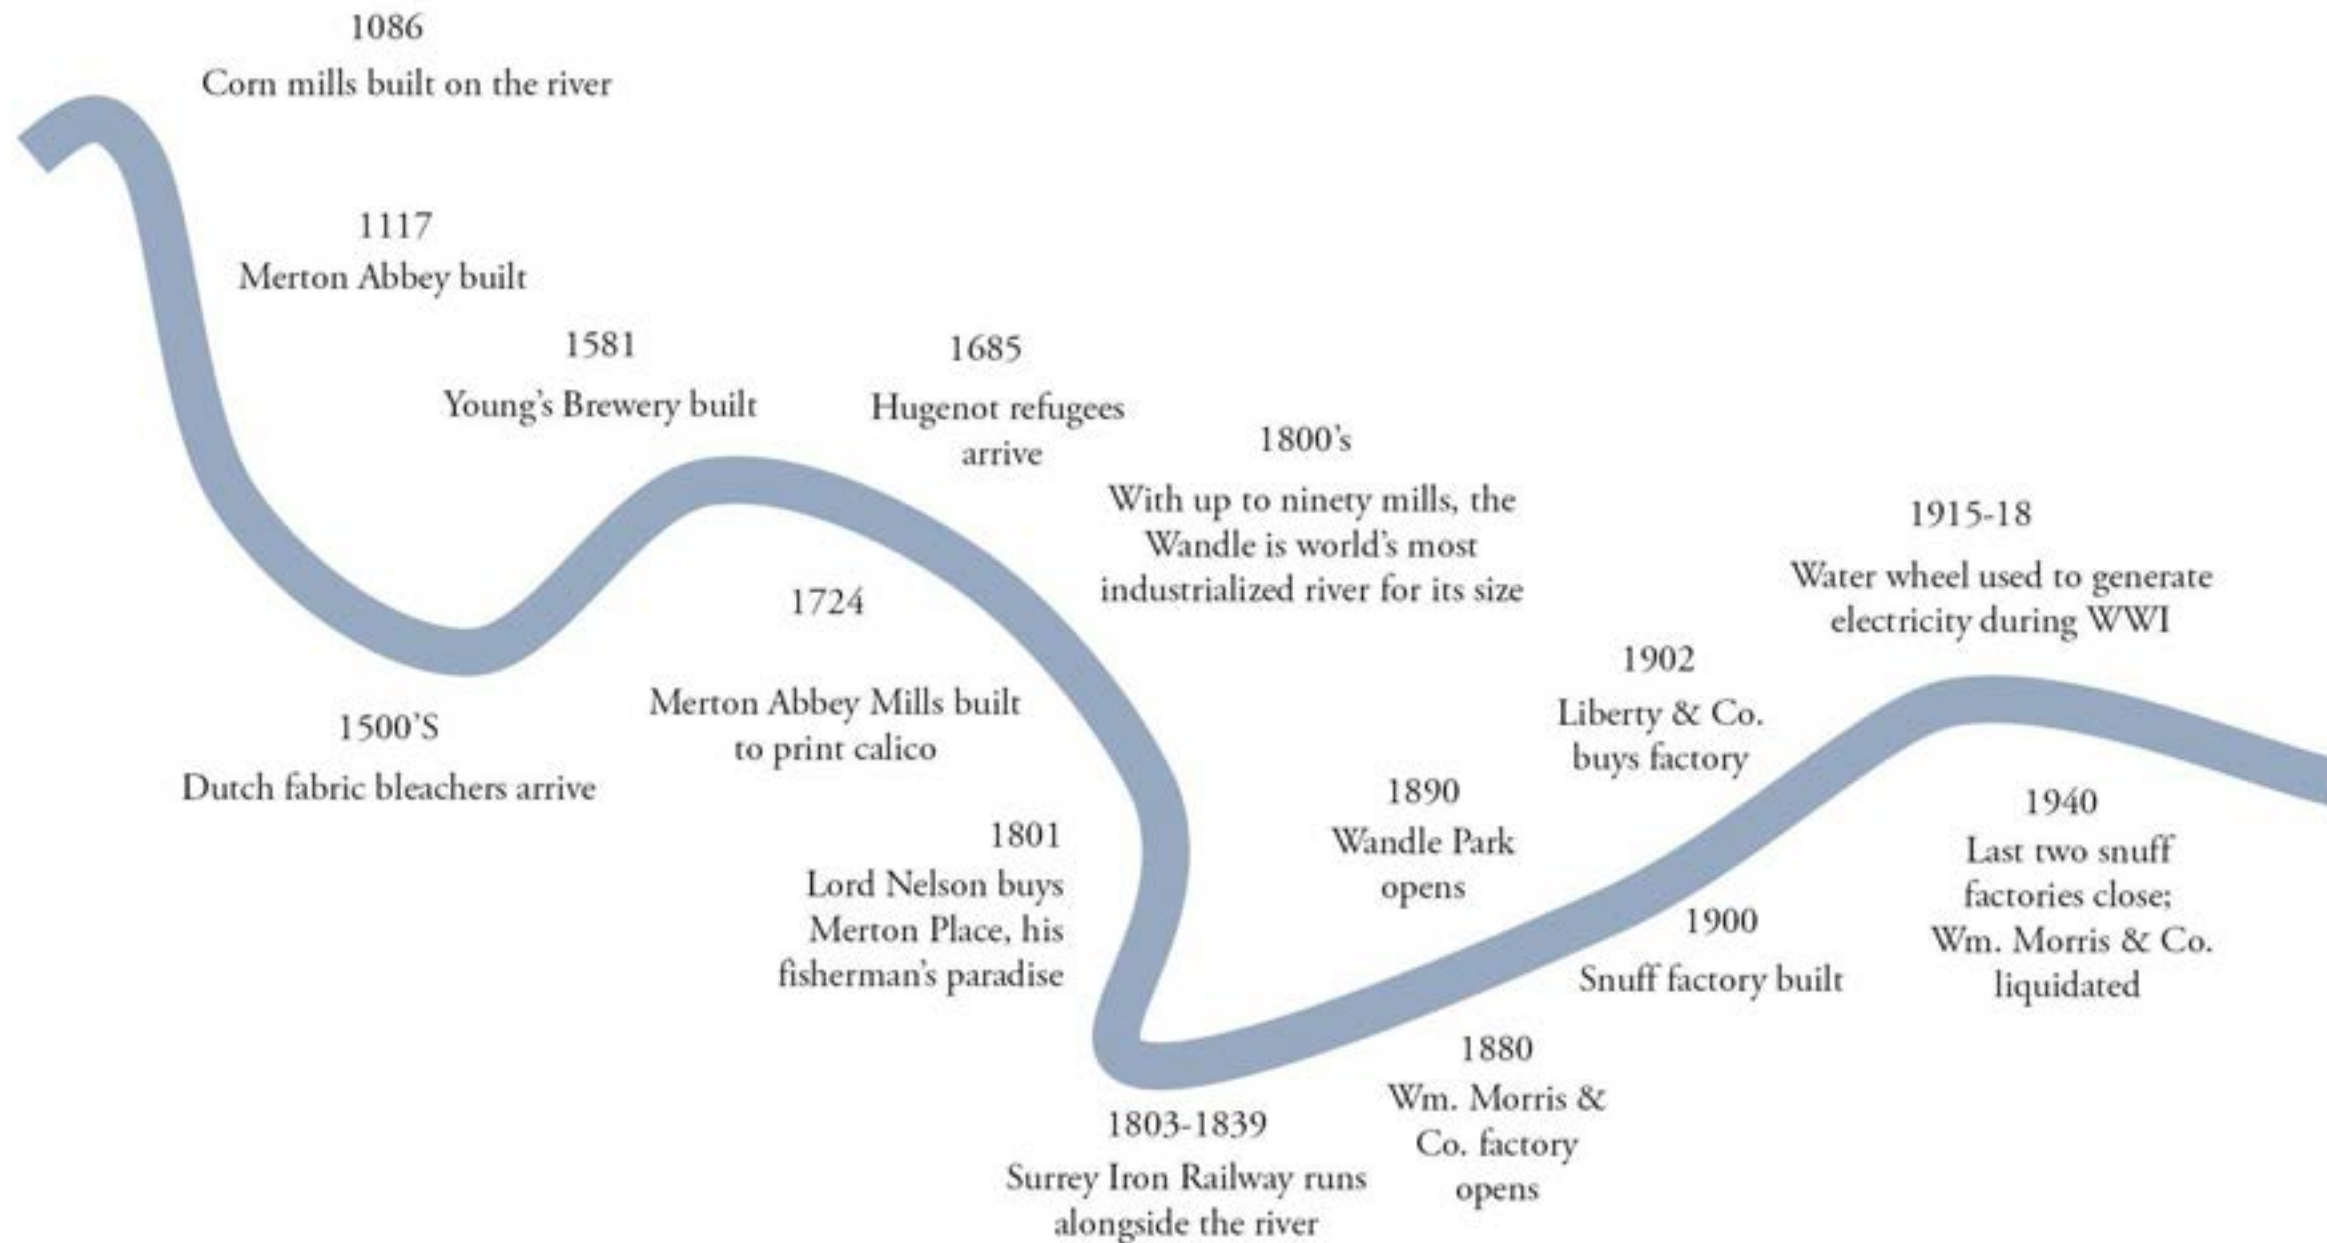 1086
Corn mills built on the river
1117
Merton Abbey built
1581
Young's Brewery built
1685
Hugenot refugees
arrive
1800's
With up to ninety mills, the
Wandle is world's most
industrialized river for its size
1915-18
Water wheel used to generate
electricity during WWI
1724
Merton Abbey Mills built
to print calico
1902
Liberty & Co.
buys factory
1500'S
Dutch fabric bleachers arrive
1890
Wandle Park
opens
1801
Lord Nelson buys
Merton Place, his
fisherman's paradise
1940
Last two snuff
factories close;
Wm. Morris & Co.
liquidated
1900
Snuff factory built
1880
Wm. Morris &
Co. factory
opens
1803-1839
Surrey Iron Railway runs
alongside the river